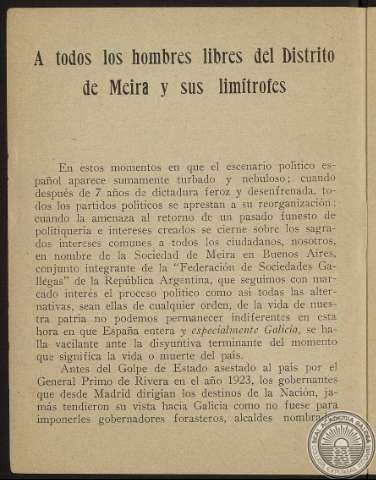 A todos los hombres libres del Distrito
de Meira y sus limítrofes
En estos momentos en que el escenario político es-
pañol aparece sumamente turbado y nebuloso; cuando
después de 7 años de dictadura feroz y desenfrenada, to-
dos los partidos políticos se aprestan a su reorganización;
cuando la amenaza al retorno de un pasado funesto de
politiquería e intereses creados se cierne sobre los sagra-
dos intereses comunes a todos los ciudadanos, nosotros,
en nombre de la Sociedad de Meira en Buenos Aires,
conjunto integrante de la "Federación de Sociedades Ga-
llegas" de la República Argentina, que seguimos con mar-
cado interés el proceso político como así todas las alter-
nativas, sean ellas de cualquier orden, de la vida de nues-
tra patria no podemos permanecer indiferentes en esta
hora en que España entera y especialmente Galicia, se ha-
lla vacilante ante la disyuntiva terminante del momento
que significa la vida o muerte del país.
Antes del Golpe de Estado asestado al país por el
General Primo de Rivera en el año 1923, los gobernantes
que desde Madrid dirigían los destinos de la Nación, ja-
más tendieron su vista hacia Galicia como no fuese para
imponerles gobernadores forasteros, alcaldes nombrados